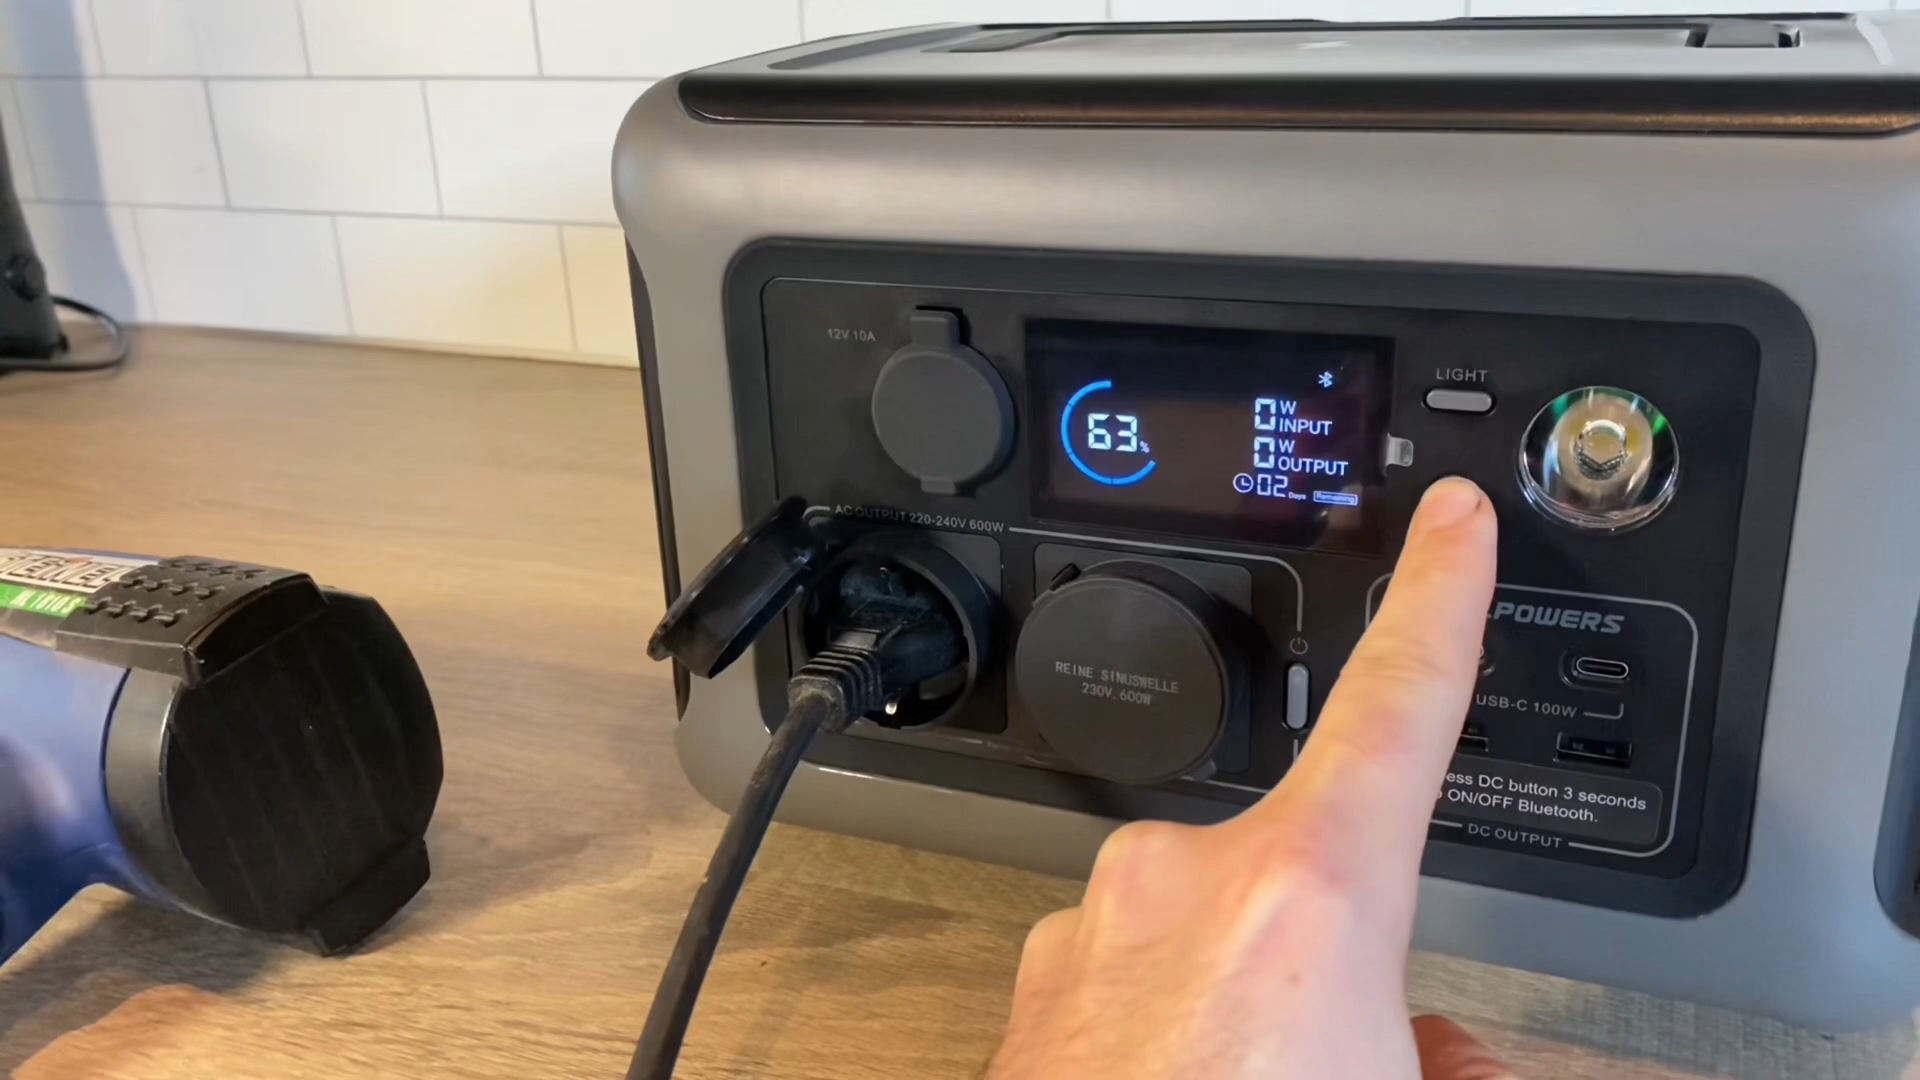 12V 10A
63%
0W
INPUT
0W
OUTPUT
02 Days Remaining
LIGHT
AC OUTPUT 220-240V 600W
REINE SINUSWELLE
230V. 600W
LPOWERS
USB-C 100W
ess DC button 3 seconds
ON/OFF Bluetooth.
DC OUTPUT